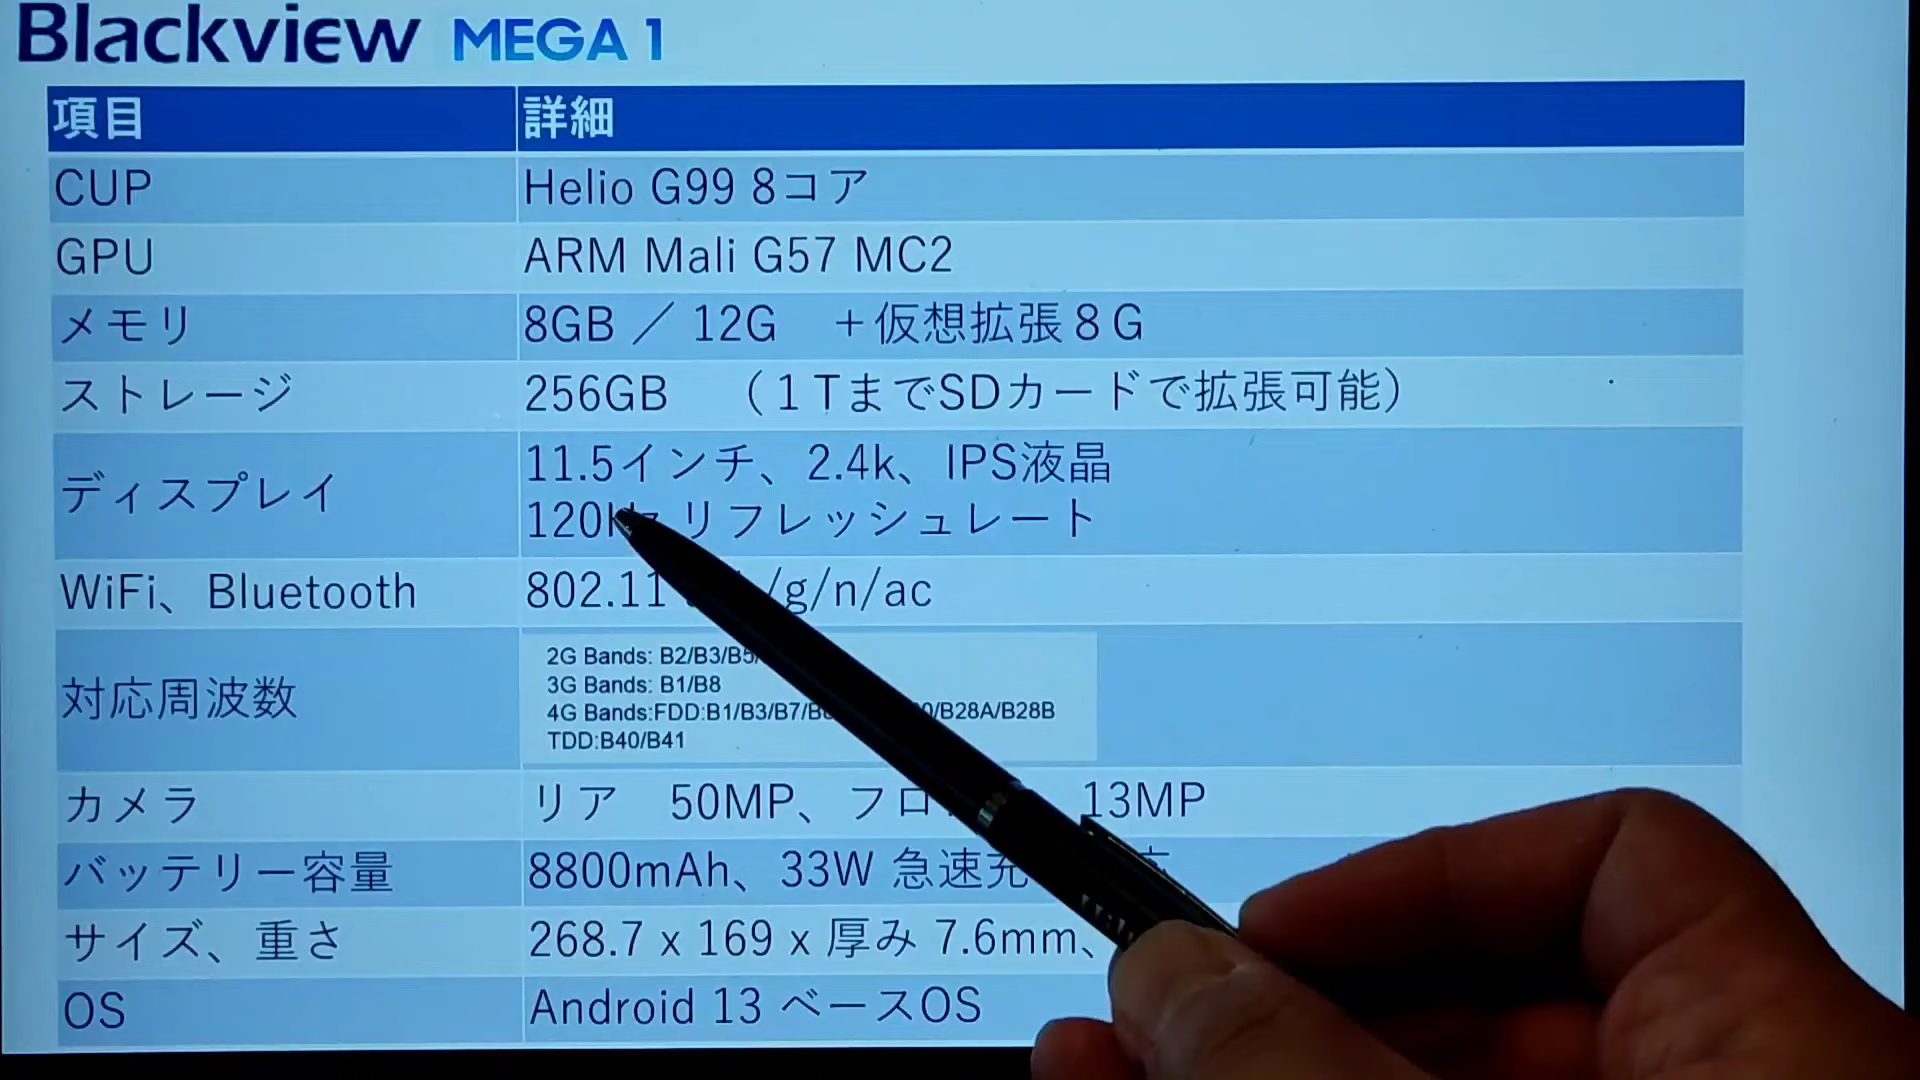 Blackview MEGA 1
項目 詳細
CUP Helio G99 8コア
GPU ARM Mali G57 MC2
メモリ 8GB ／ 12G ＋仮想拡張８G
ストレージ 256GB （１TまでSDカードで拡張可能）
ディスプレイ 11.5インチ、2.4k、IPS液晶
リフレッシュレート
WiFi、Bluetooth 802.11 /g/n/ac
対応周波数
2G Bands: B2/B3/B5/
3G Bands: B1/B8
4G Bands:FDD:B1/B3/B7/ /B28A/B28B
TDD:B40/B41
カメラ リア 50MP、フロ 13MP
バッテリー容量 8800mAh、33W 急速充
サイズ、重さ 268.7 x 169 x 厚み 7.6mm、
OS Android 13 ベースOS